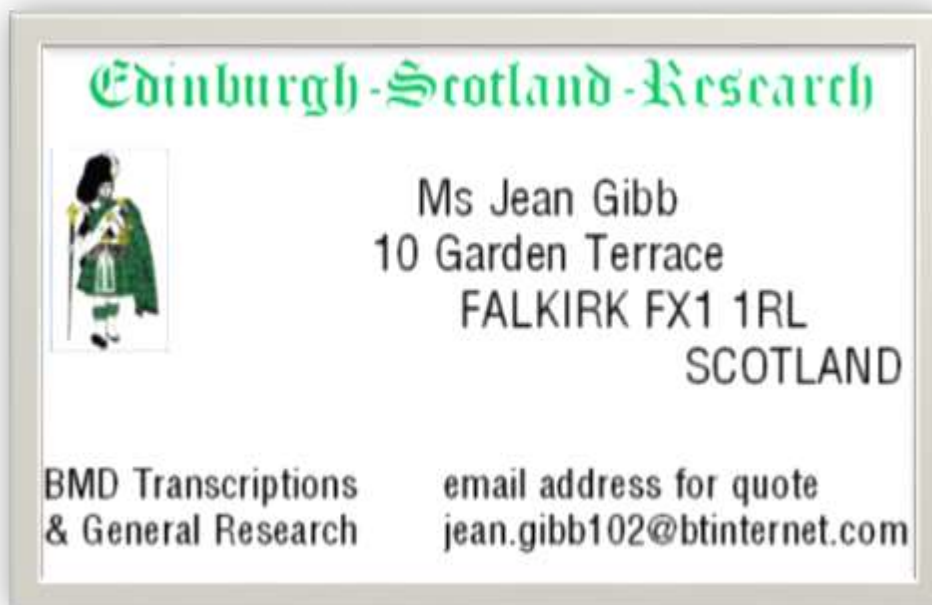 Edinburgh-Scotland-Research
Ms Jean Gibb
10 Garden Terrace
FALKIRK FX1 1RL
SCOTLAND
BMD Transcriptions
& General Research
email address for quote
jean.gibb102@btinternet.com